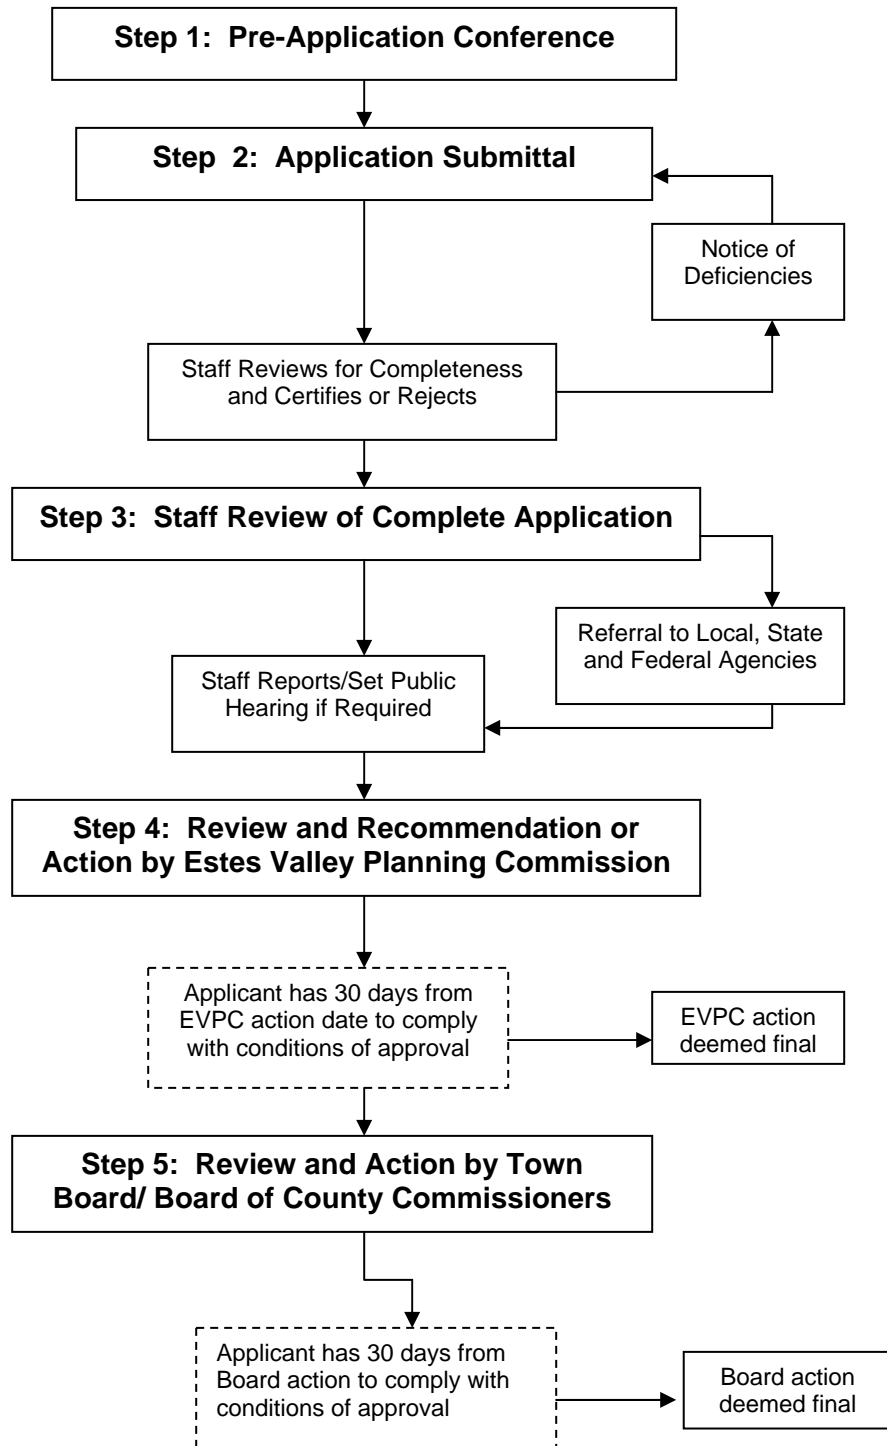 Step 1:  Pre-Application Conference
Step  2:  Application Submittal
Notice of
Deficiencies
Staff Reviews for Completeness
and Certifies or Rejects
Step 3:  Staff Review of Complete Application
Referral to Local, State
and Federal Agencies
Staff Reports/Set Public
Hearing if Required
Step 4:  Review and Recommendation or
Action by Estes Valley Planning Commission
Applicant has 30 days from
EVPC action date to comply
with conditions of approval
EVPC action
deemed final
Step 5:  Review and Action by Town
Board/ Board of County Commissioners
Applicant has 30 days from
Board action to comply with
conditions of approval
Board action
deemed final